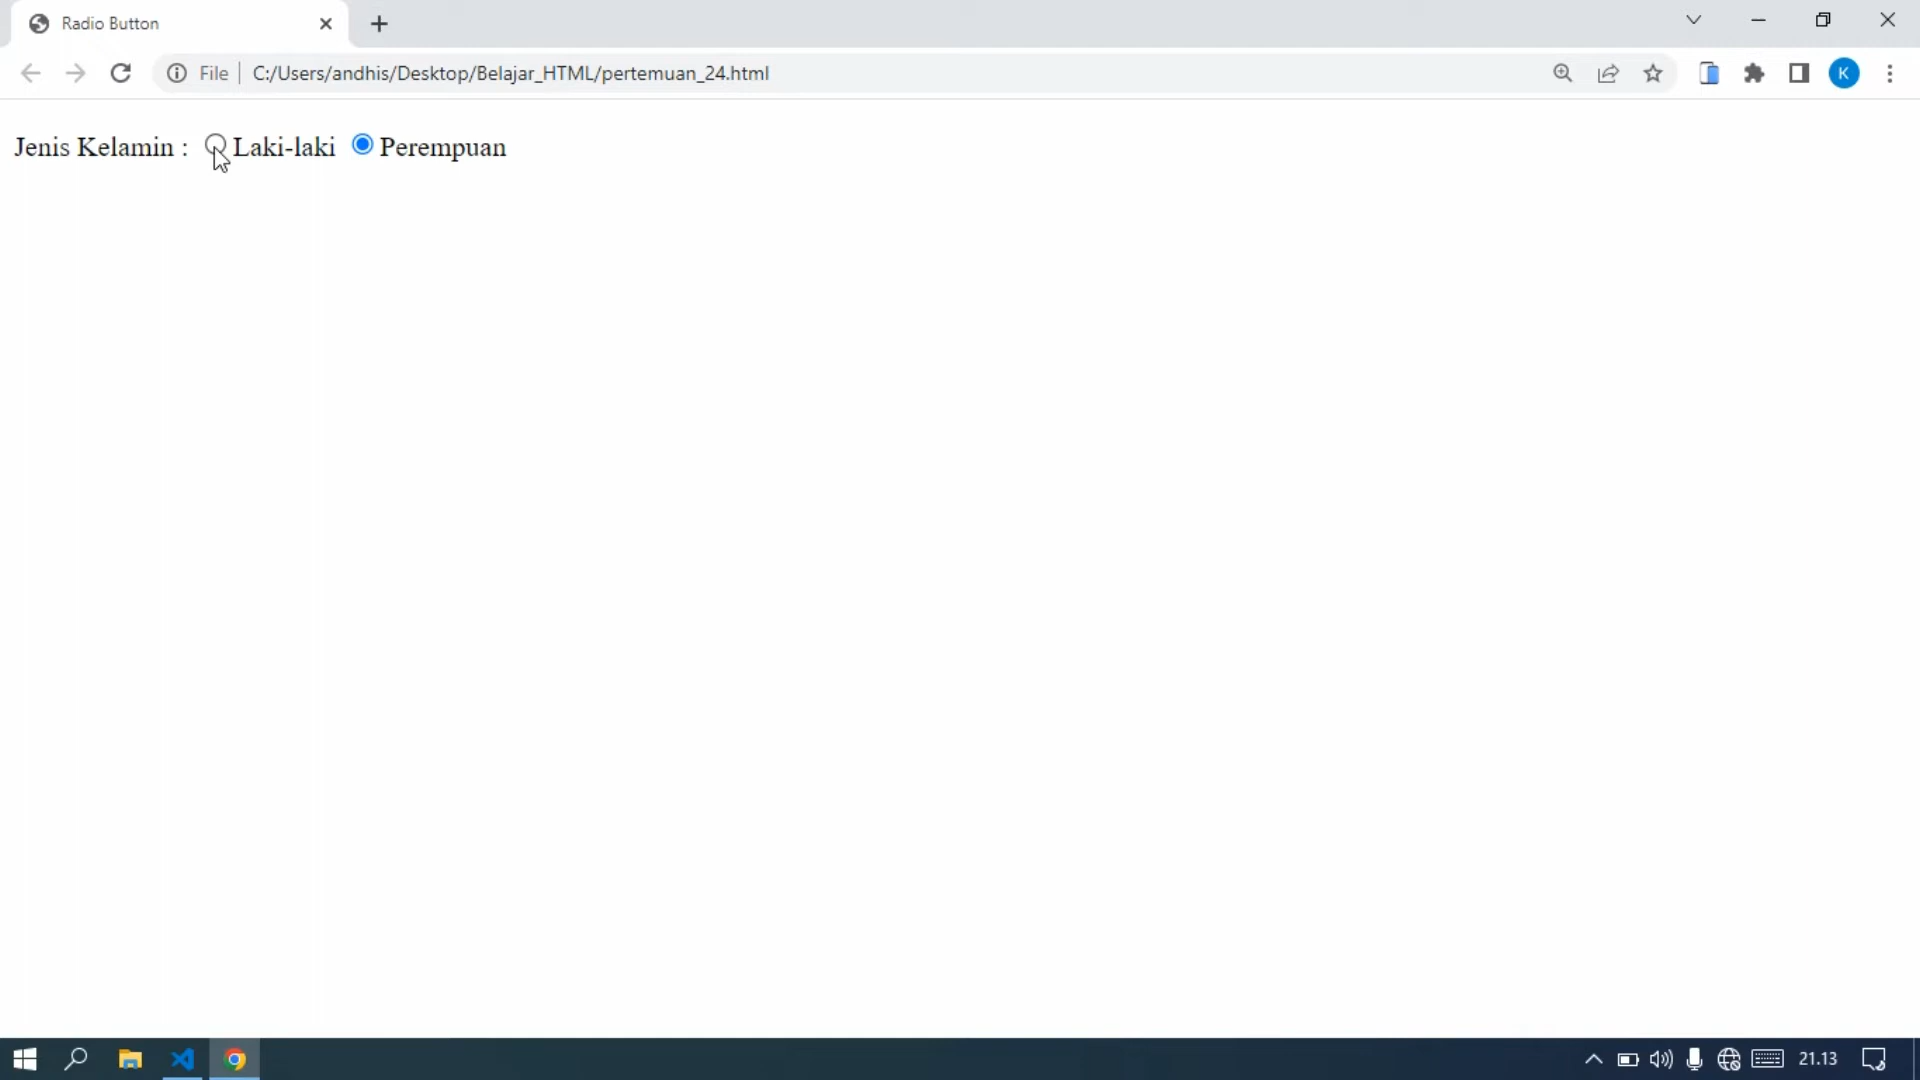 Radio Button
File C:/Users/andhis/Desktop/Belajar_HTML/pertemuan_24.html
K
Jenis Kelamin : Laki-laki Perempuan
21.13